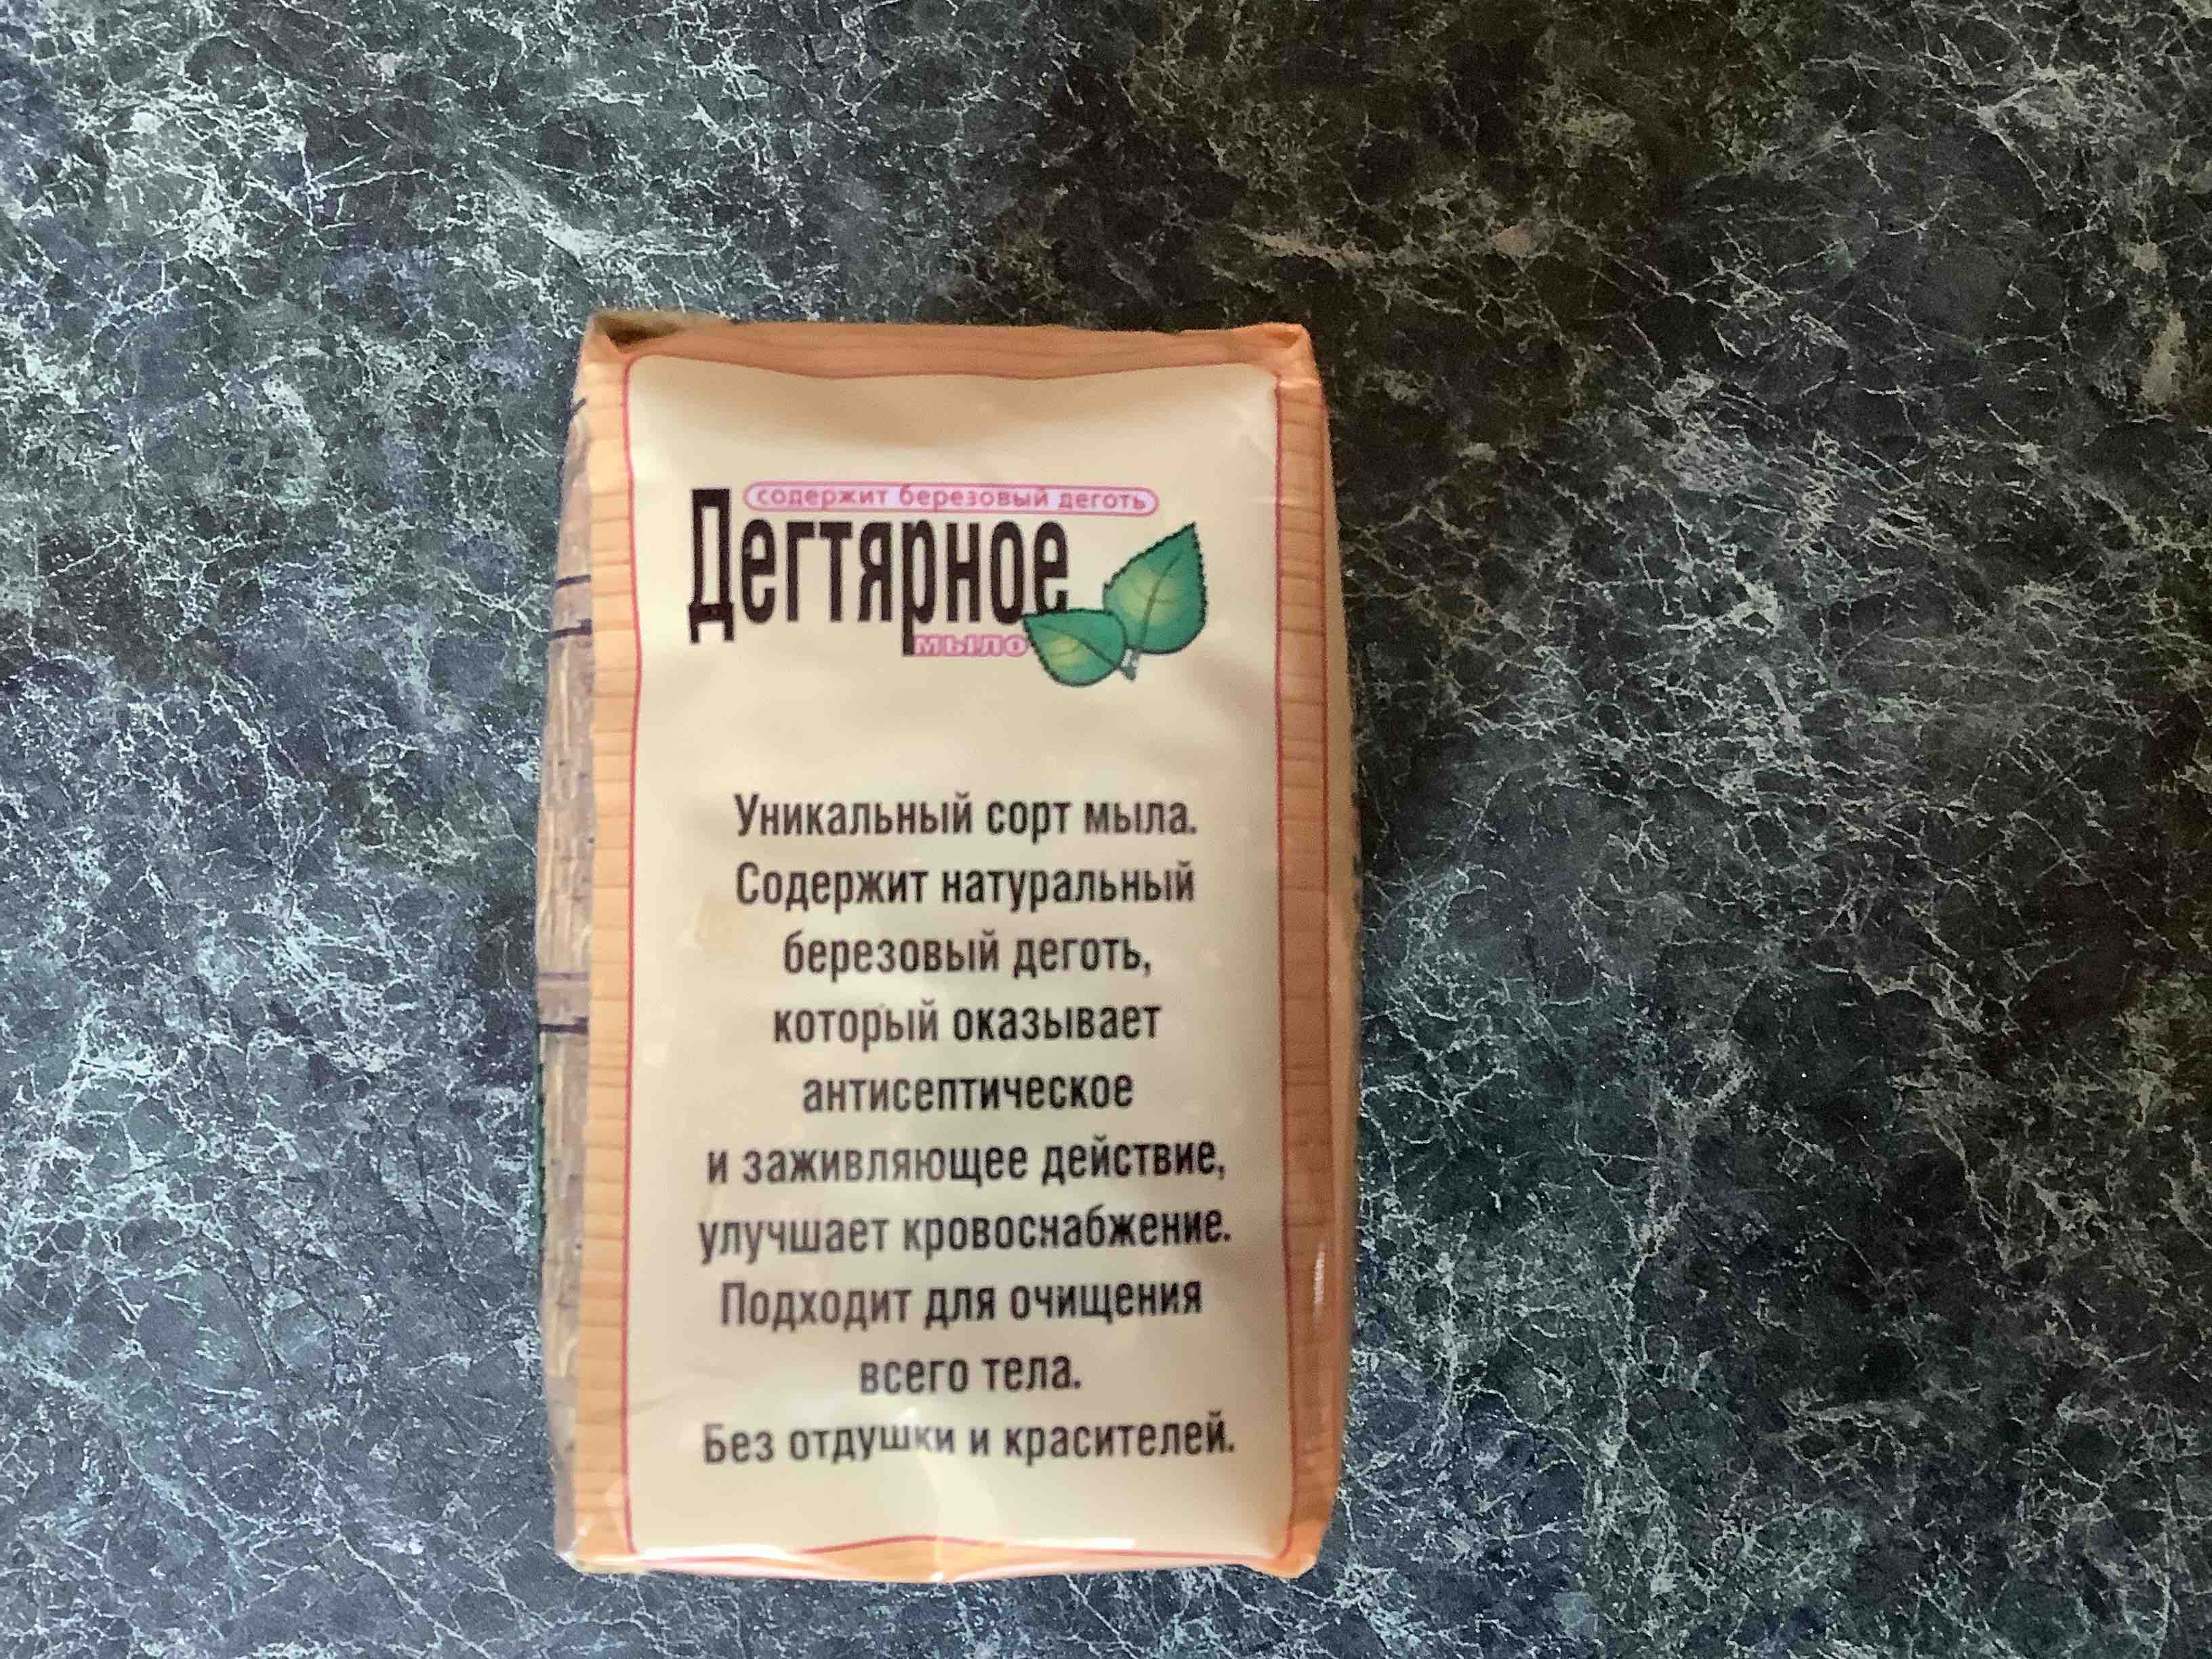 содержит березовый деготь
Дегтярное
мыло
Уникальный сорт мыла.
Содержит натуральный
березовый деготь,
который оказывает
антисептическое
и заживляющее действие,
улучшает кровоснабжение.
Подходит для очищения
всего тела.
Без отдушки и красителей.